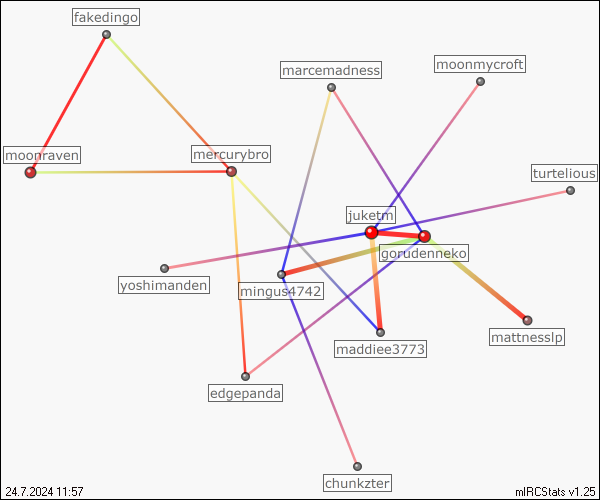 fakedingo
moonmycroft
marcemadness
moonraven
mercurybro
turtelious
juketm
gorudenneko
yoshimanden
mingus4742
mattnesslp
maddiee3773
edgepanda
chunkzter
24.7.2024 11:57
mIRCStats v1.25